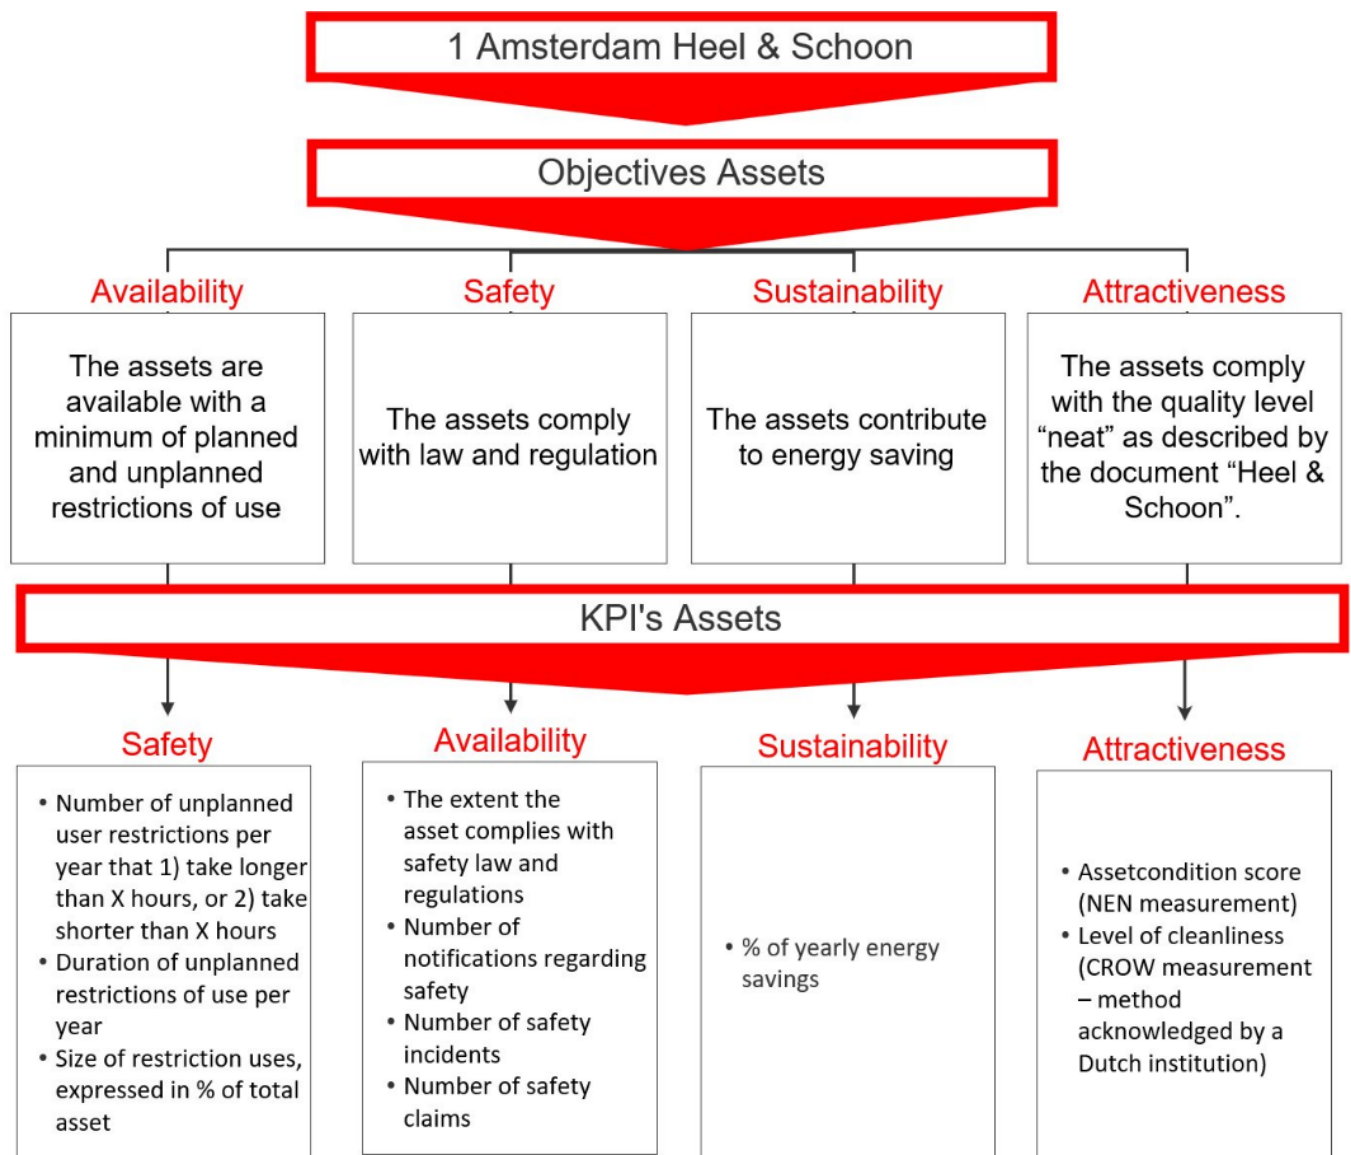 1 Amsterdam Heel & Schoon
Objectives Assets
Availability
The assets are
available with a
minimum of planned
and unplanned
restrictions of use
Safety
The assets comply
with law and regulation
Sustainability
The assets contribute
to energy saving
Attractiveness
The assets comply
with the quality level
“neat” as described by
the document “Heel &
Schoon”.
KPI's Assets
Safety
• Number of unplanned
user restrictions per
year that 1) take longer
than X hours, or 2) take
shorter than X hours
• Duration of unplanned
restrictions of use per
year
• Size of restriction uses,
expressed in % of total
asset
Availability
• The extent the
asset complies with
safety law and
regulations
• Number of
notifications regarding
safety
• Number of safety
incidents
• Number of safety
claims
Sustainability
• % of yearly energy
savings
Attractiveness
• Assetcondition score
(NEN measurement)
• Level of cleanliness
(CROW measurement
– method
acknowledged by a
Dutch institution)